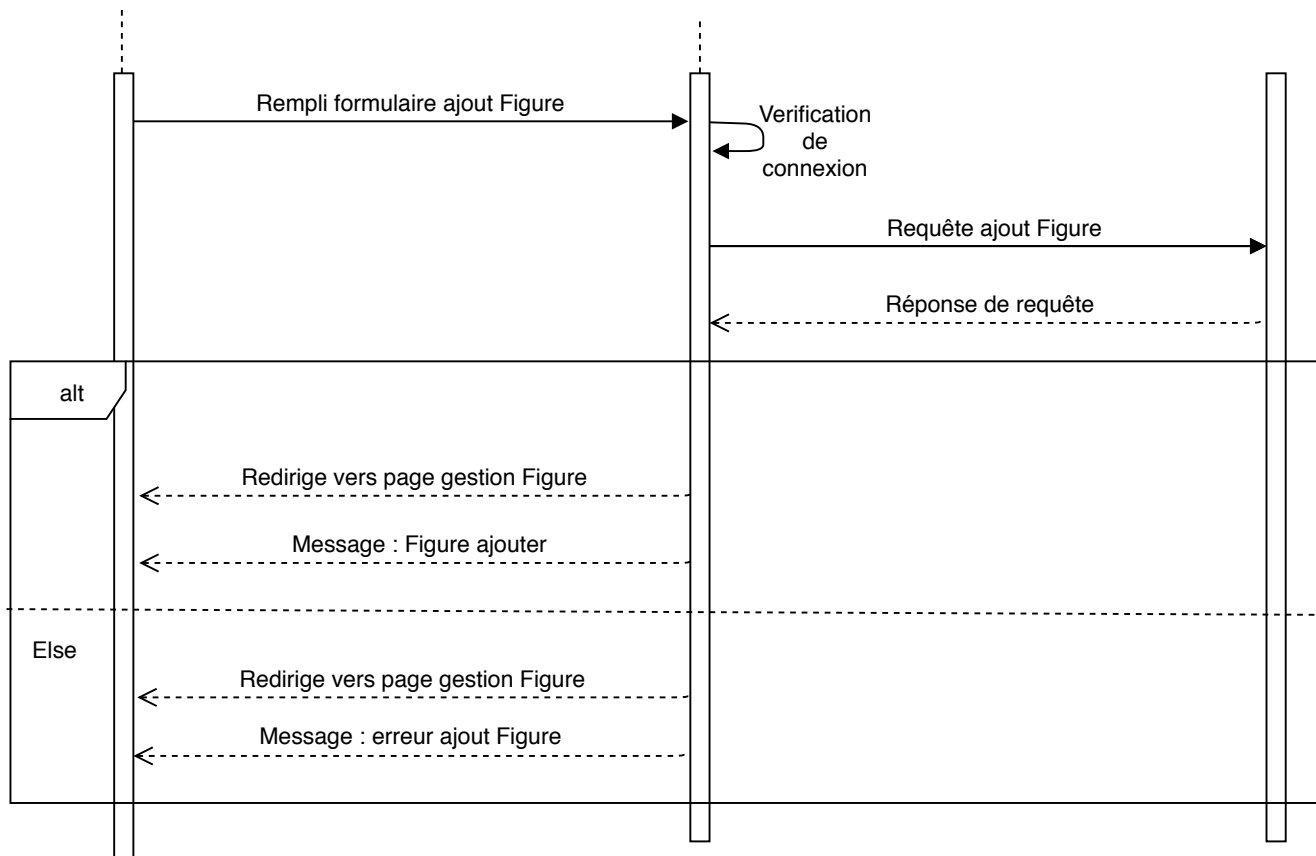 Rempli formulaire ajout Figure
Verification
de
connexion
Requête ajout Figure
Réponse de requête
alt
Redirige vers page gestion Figure
Message : Figure ajouter
Else
Redirige vers page gestion Figure
Message : erreur ajout Figure